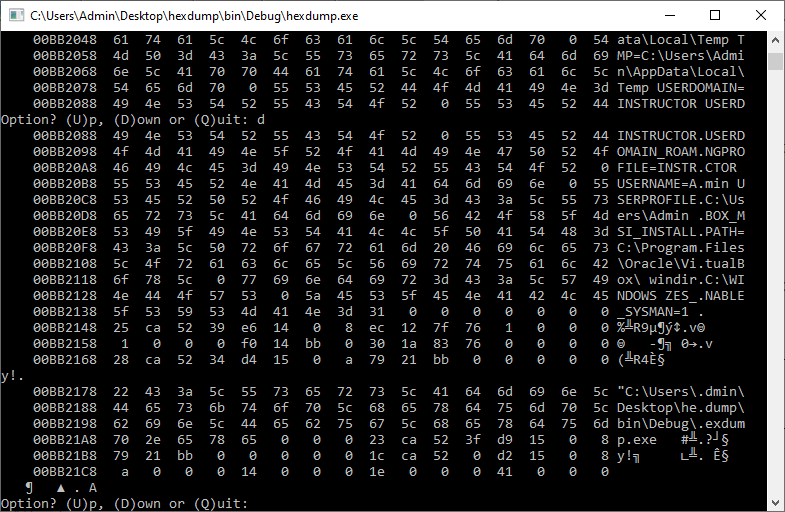 C:\Users\Admin\Desktop\hexdump\bin\Debug\hexdump.exe
00BB2048 61 74 61 5c 4c 6f 63 61 6c 5c 54 65 6d 70 0 54 ata\Local\Temp T
00BB2058 4d 50 3d 43 3a 5c 55 73 65 72 73 5c 41 64 6d 69 MP=C:\Users\Admi
00BB2068 6e 5c 41 70 70 44 61 74 61 5c 4c 6f 63 61 6c 5c n\AppData\Local\
00BB2078 54 65 6d 70 0 55 53 45 52 44 4f 4d 41 49 4e 3d Temp USERDOMAIN=
00BB2088 49 4e 53 54 52 55 43 54 4f 52 0 55 53 45 52 44 INSTRUCTOR USERD
Option? (U)p, (D)own or (Q)uit: d
00BB2088 49 4e 53 54 52 55 43 54 4f 52 0 55 53 45 52 44 INSTRUCTOR.USERD
00BB2098 4f 4d 41 49 4e 5f 52 4f 41 4d 49 4e 47 50 52 4f OMAIN_ROAM.NGPRO
00BB20A8 46 49 4c 45 3d 49 4e 53 54 52 55 43 54 4f 52 0 FILE=INSTR.CTOR
00BB20B8 55 53 45 52 4e 41 4d 45 3d 41 64 6d 69 6e 0 55 USERNAME=A.min U
00BB20C8 53 45 52 50 52 4f 46 49 4c 45 3d 43 3a 5c 55 73 SERPROFILE.C:\Us
00BB20D8 65 72 73 5c 41 64 6d 69 6e 0 56 42 4f 58 5f 4d ers\Admin .BOX_M
00BB20E8 53 49 5f 49 4e 53 54 41 4c 4c 5f 50 41 54 48 3d SI_INSTALL.PATH=
00BB20F8 43 3a 5c 50 72 6f 67 72 61 6d 20 46 69 6c 65 73 C:\Program.Files
00BB2108 5c 4f 72 61 63 6c 65 5c 56 69 72 74 75 61 6c 42 \Oracle\Vi.tualB
00BB2118 6f 78 5c 0 77 69 6e 64 69 72 3d 43 3a 5c 57 49 ox\ windir.C:\WI
00BB2128 4e 44 4f 57 53 0 5a 45 53 5f 45 4e 41 42 4c 45 NDOWS ZES_.NABLE
00BB2138 5f 53 59 53 4d 41 4e 3d 31 0 0 0 0 0 0 0 _SYSMAN=1 .
00BB2148 25 ca 52 39 e6 14 0 8 ec 12 7f 76 1 0 0 0 %╩R9µ¶ý↕.v☺
00BB2158 1 0 0 0 f0 14 bb 0 30 1a 83 76 0 0 0 0 ☺ -¶╗ 0→.v
00BB2168 28 ca 52 34 d4 15 0 a 79 21 bb 0 0 0 0 0 (╩R4È§
y!.
00BB2178 22 43 3a 5c 55 73 65 72 73 5c 41 64 6d 69 6e 5c "C:\Users\.dmin\
00BB2188 44 65 73 6b 74 6f 70 5c 68 65 78 64 75 6d 70 5c Desktop\he.dump\
00BB2198 62 69 6e 5c 44 65 62 75 67 5c 68 65 78 64 75 6d bin\Debug\.exdum
00BB21A8 70 2e 65 78 65 0 0 0 23 ca 52 3f d9 15 0 8 p.exe #╩.?┘§
00BB21B8 79 21 bb 0 0 0 0 0 1c ca 52 0 d2 15 0 8 y!╗ ∟╩. Ê§
00BB21C8 a 0 0 0 14 0 0 0 1e 0 0 0 41 0 0 0
¶ ▲ . A
Option? (U)p, (D)own or (Q)uit: